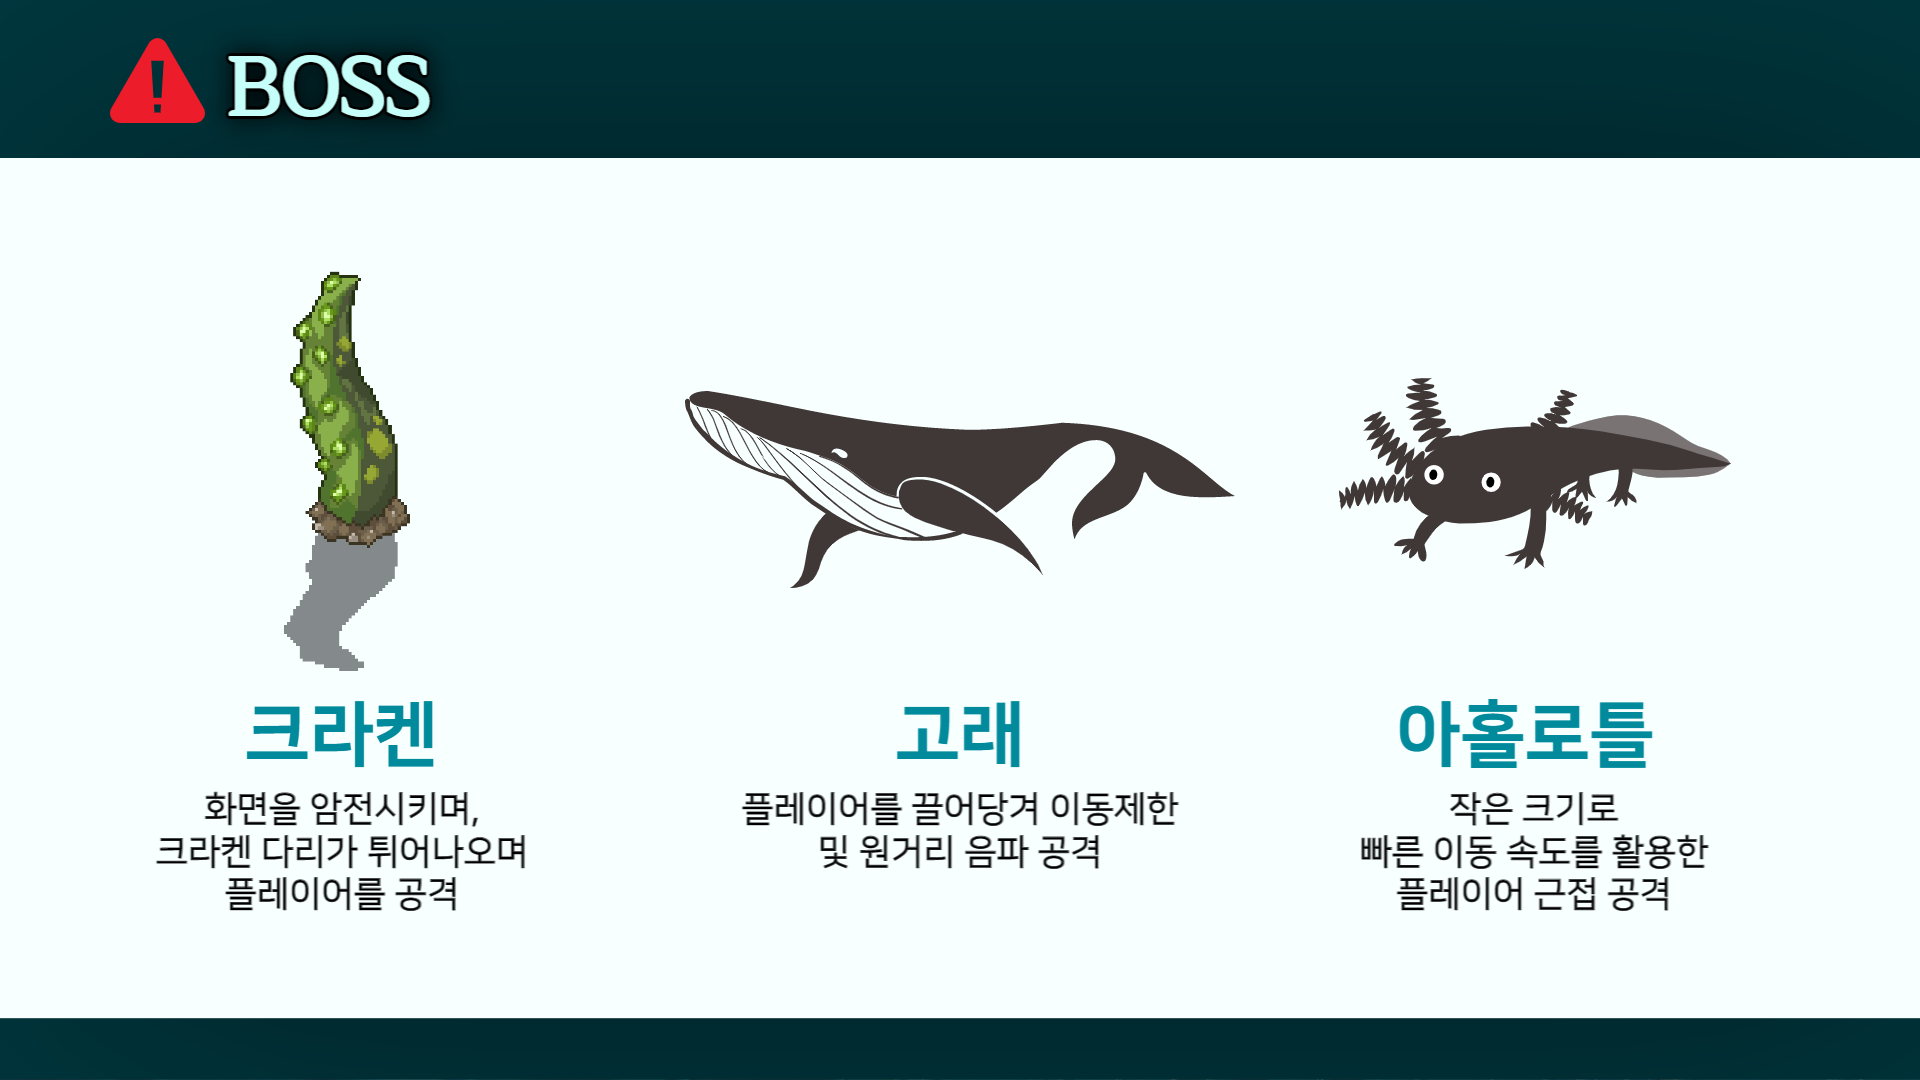 BOSS
크라켄
화면을 암전시키며,
크라켄 다리가 튀어나오며
플레이어를 공격
고래
플레이어를 끌어당겨 이동제한
및 원거리 음파 공격
아홀로틀
작은 크기로
빠른 이동 속도를 활용한
플레이어 근접 공격